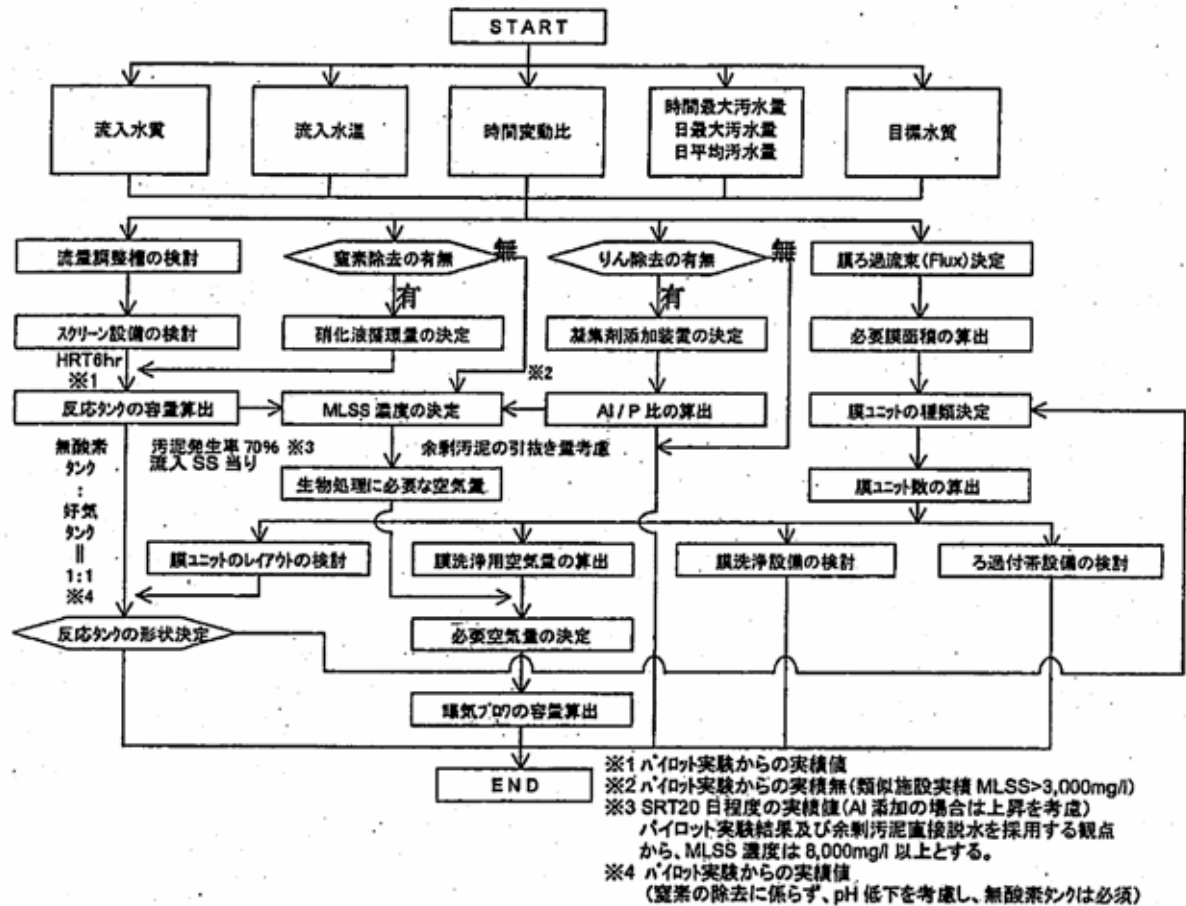 START
流入水質
流入水温
時間変動比
時間最大汚水量
日最大汚水量
日平均汚水量
目標水質
流量調整槽の検討
窒素除去の有無
無
りん除去の有無
無
膜ろ過流束(Flux)決定
有
有
スクリーン設備の検討
硝化液循環量の決定
凝集剤添加装置の決定
必要膜面積の算出
HRT6hr
※1
※2
反応タンクの容量算出
MLSS 濃度の決定
Al / P 比の算出
膜ユニットの種類決定
無酸素
タンク
:
好気
タンク
||
1:1
※4
汚泥発生率 70% ※3
流入 SS 当り
余剰汚泥の引抜き量考慮
生物処理に必要な空気量
膜ユニット数の算出
膜ユニットのレイアウトの検討
膜洗浄用空気量の算出
膜洗浄設備の検討
ろ過付帯設備の検討
反応タンクの形状決定
必要空気量の決定
曝気ブロワの容量算出
END
※1 パイロット実験からの実績値
※2 パイロット実験からの実績無(類似施設実績 MLSS>3,000mg/l)
※3 SRT20 日程度の実績値(Al 添加の場合は上昇を考慮)
パイロット実験結果及び余剰汚泥直接脱水を採用する観点
から、MLSS 濃度は 8,000mg/l 以上とする。
※4 パイロット実験からの実績値
(窒素の除去に係らず、pH 低下を考慮し、無酸素タンクは必須)